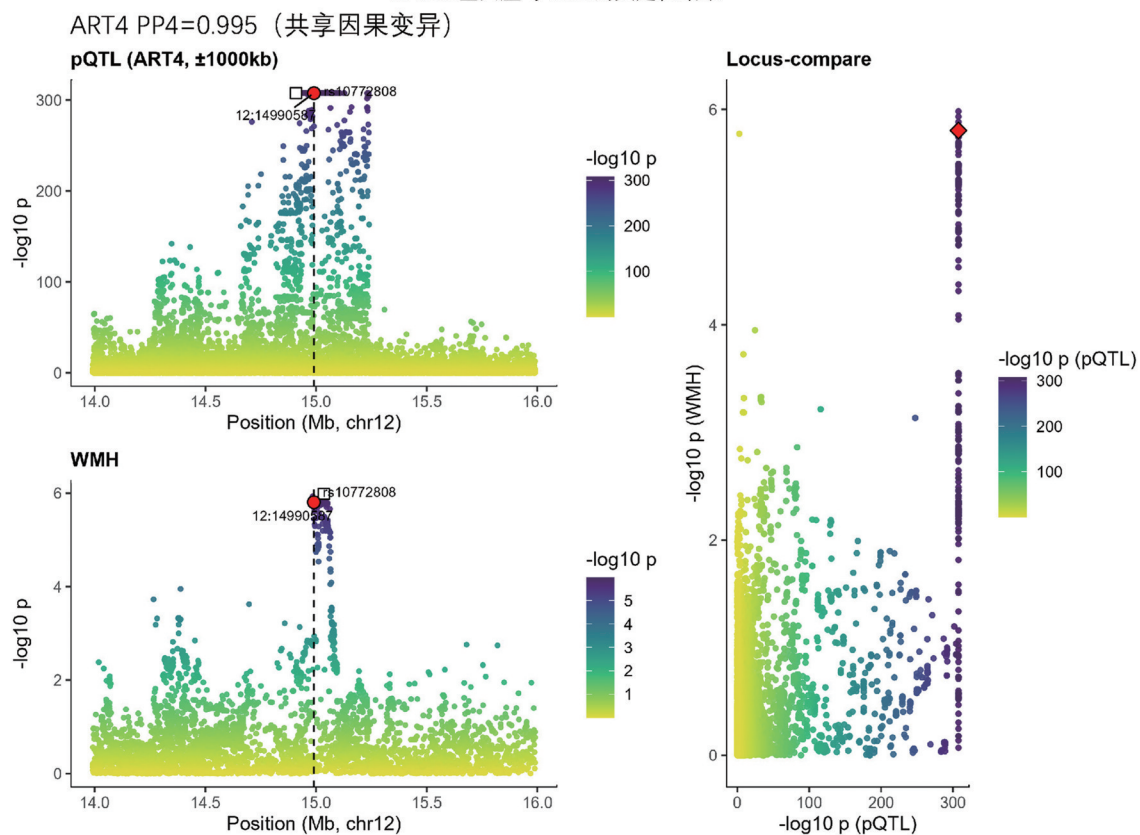 ART4 PP4=0.995（共享因果变异）
pQTL (ART4, ±1000kb)
300
200
100
0
-log10 p
rs10772808
12:14990587
14.0
14.5
15.0
15.5
16.0
Position (Mb, chr12)
-log10 p
300
200
100
WMH
6
4
2
0
-log10 p
rs10772808
12:14990587
14.0
14.5
15.0
15.5
16.0
Position (Mb, chr12)
-log10 p
5
4
3
2
1
Locus-compare
6
4
2
0
-log10 p (WMH)
0
100
200
300
-log10 p (pQTL)
-log10 p (pQTL)
300
200
100